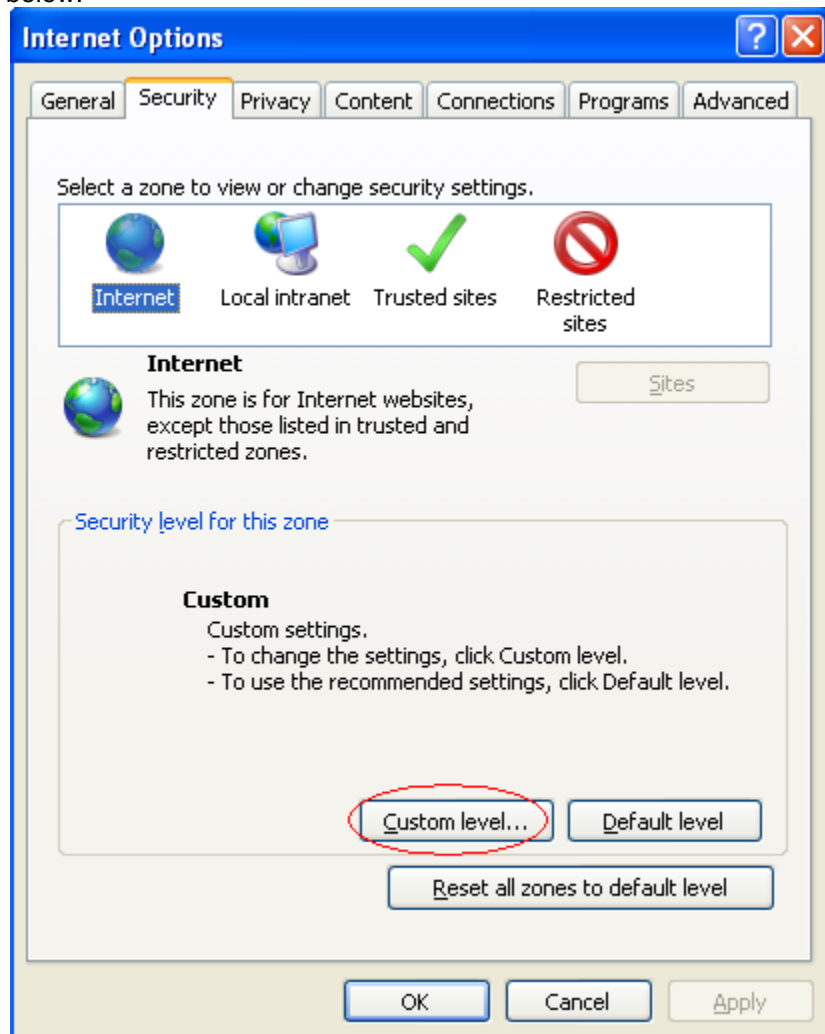 below.
Internet Options
General Security Privacy Content Connections Programs Advanced
Select a zone to view or change security settings.
Internet Local intranet Trusted sites Restricted sites
Internet
Sites
This zone is for Internet websites,
except those listed in trusted and
restricted zones.
Security level for this zone
Custom
Custom settings.
- To change the settings, click Custom level.
- To use the recommended settings, click Default level.
Custom level... Default level
Reset all zones to default level
OK Cancel Apply